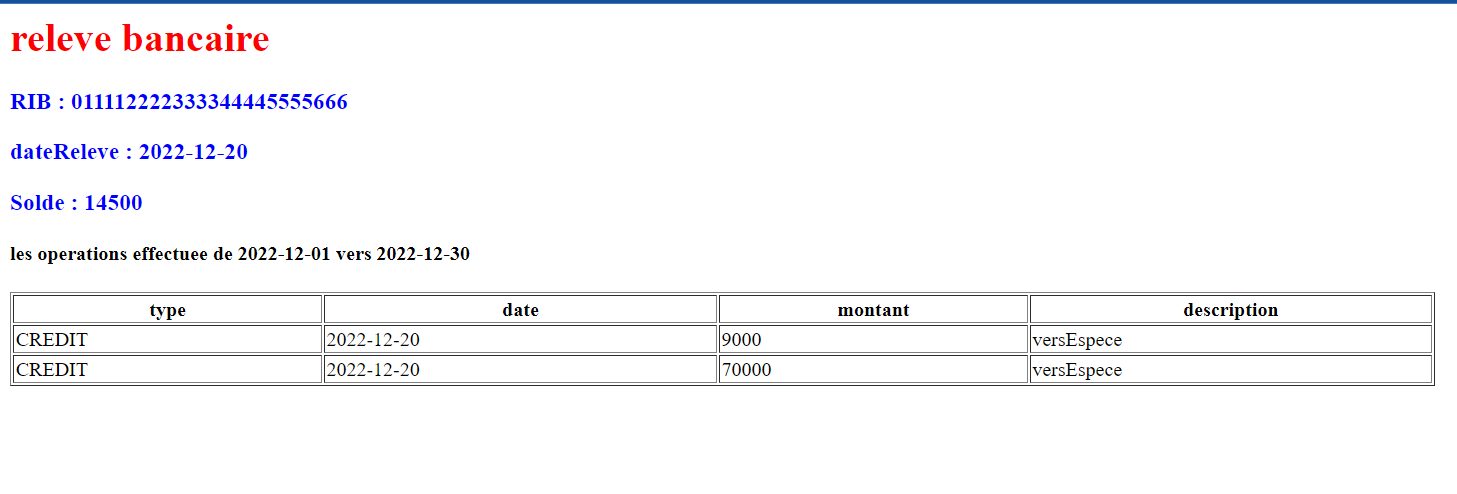 releve bancaire
RIB : 011112222333344445555666
dateReleve : 2022-12-20
Solde : 14500
les operations effectuee de 2022-12-01 vers 2022-12-30
type date montant description
CREDIT 2022-12-20 9000 versEspece
CREDIT 2022-12-20 70000 versEspece